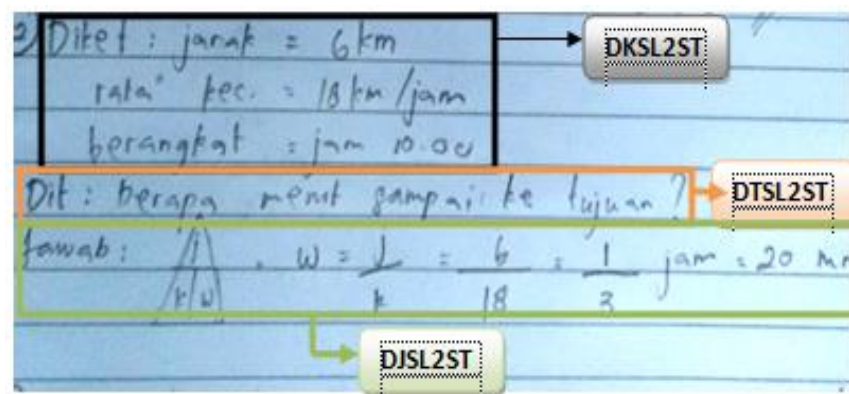 2) Diket : jarak = 6 km
DKSL2ST
rata² kec. = 18 km/jam
berangkat = jam 10.00
Dit : berapa menit sampai ke tujuan ?
DTSL2ST
Jawab : J k w . W = J/k = 6/18 = 1/3 jam = 20 mn
DJSL2ST